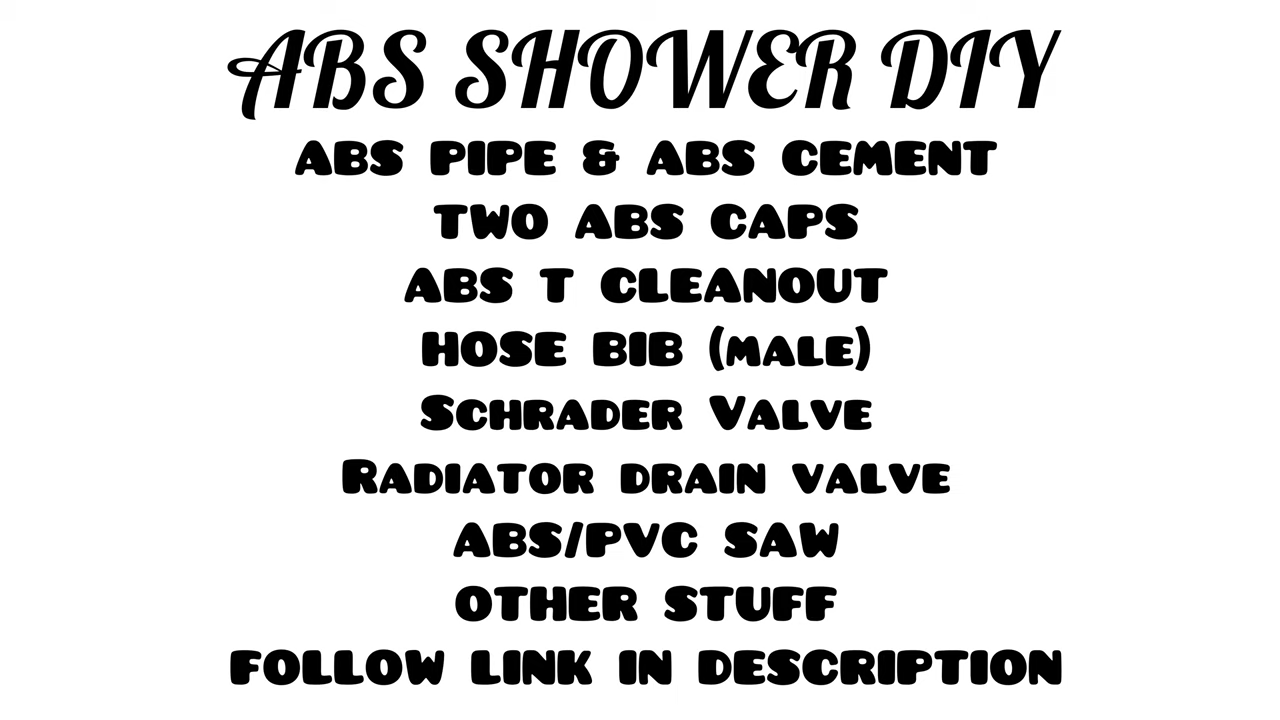 ABS SHOWER DIY
ABS PIPE & ABS CEMENT
TWO ABS CAPS
ABS T CLEANOUT
HOSE BIB (MALE)
SCHRADER VALVE
RADIATOR DRAIN VALVE
ABS/PVC SAW
OTHER STUFF
FOLLOW LINK IN DESCRIPTION